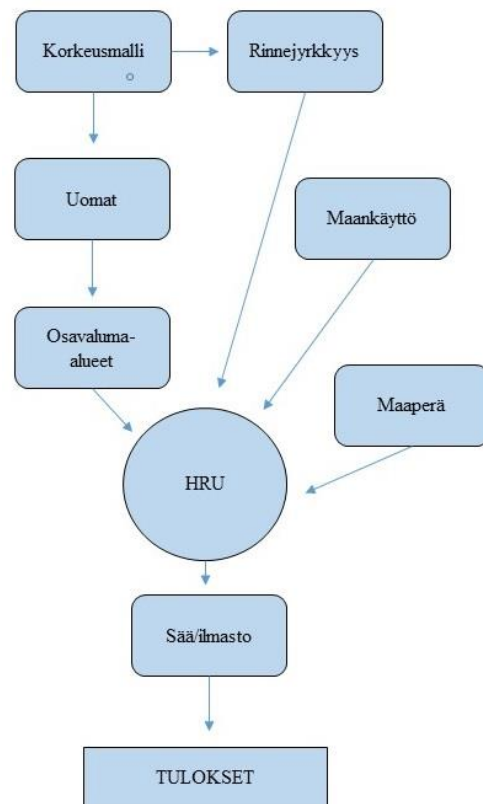 Korkeusmalli
Rinnejyrkkyys
Uomat
Maankäyttö
Osavaluma-
alueet
Maaperä
HRU
Sää/ilmasto
TULOKSET